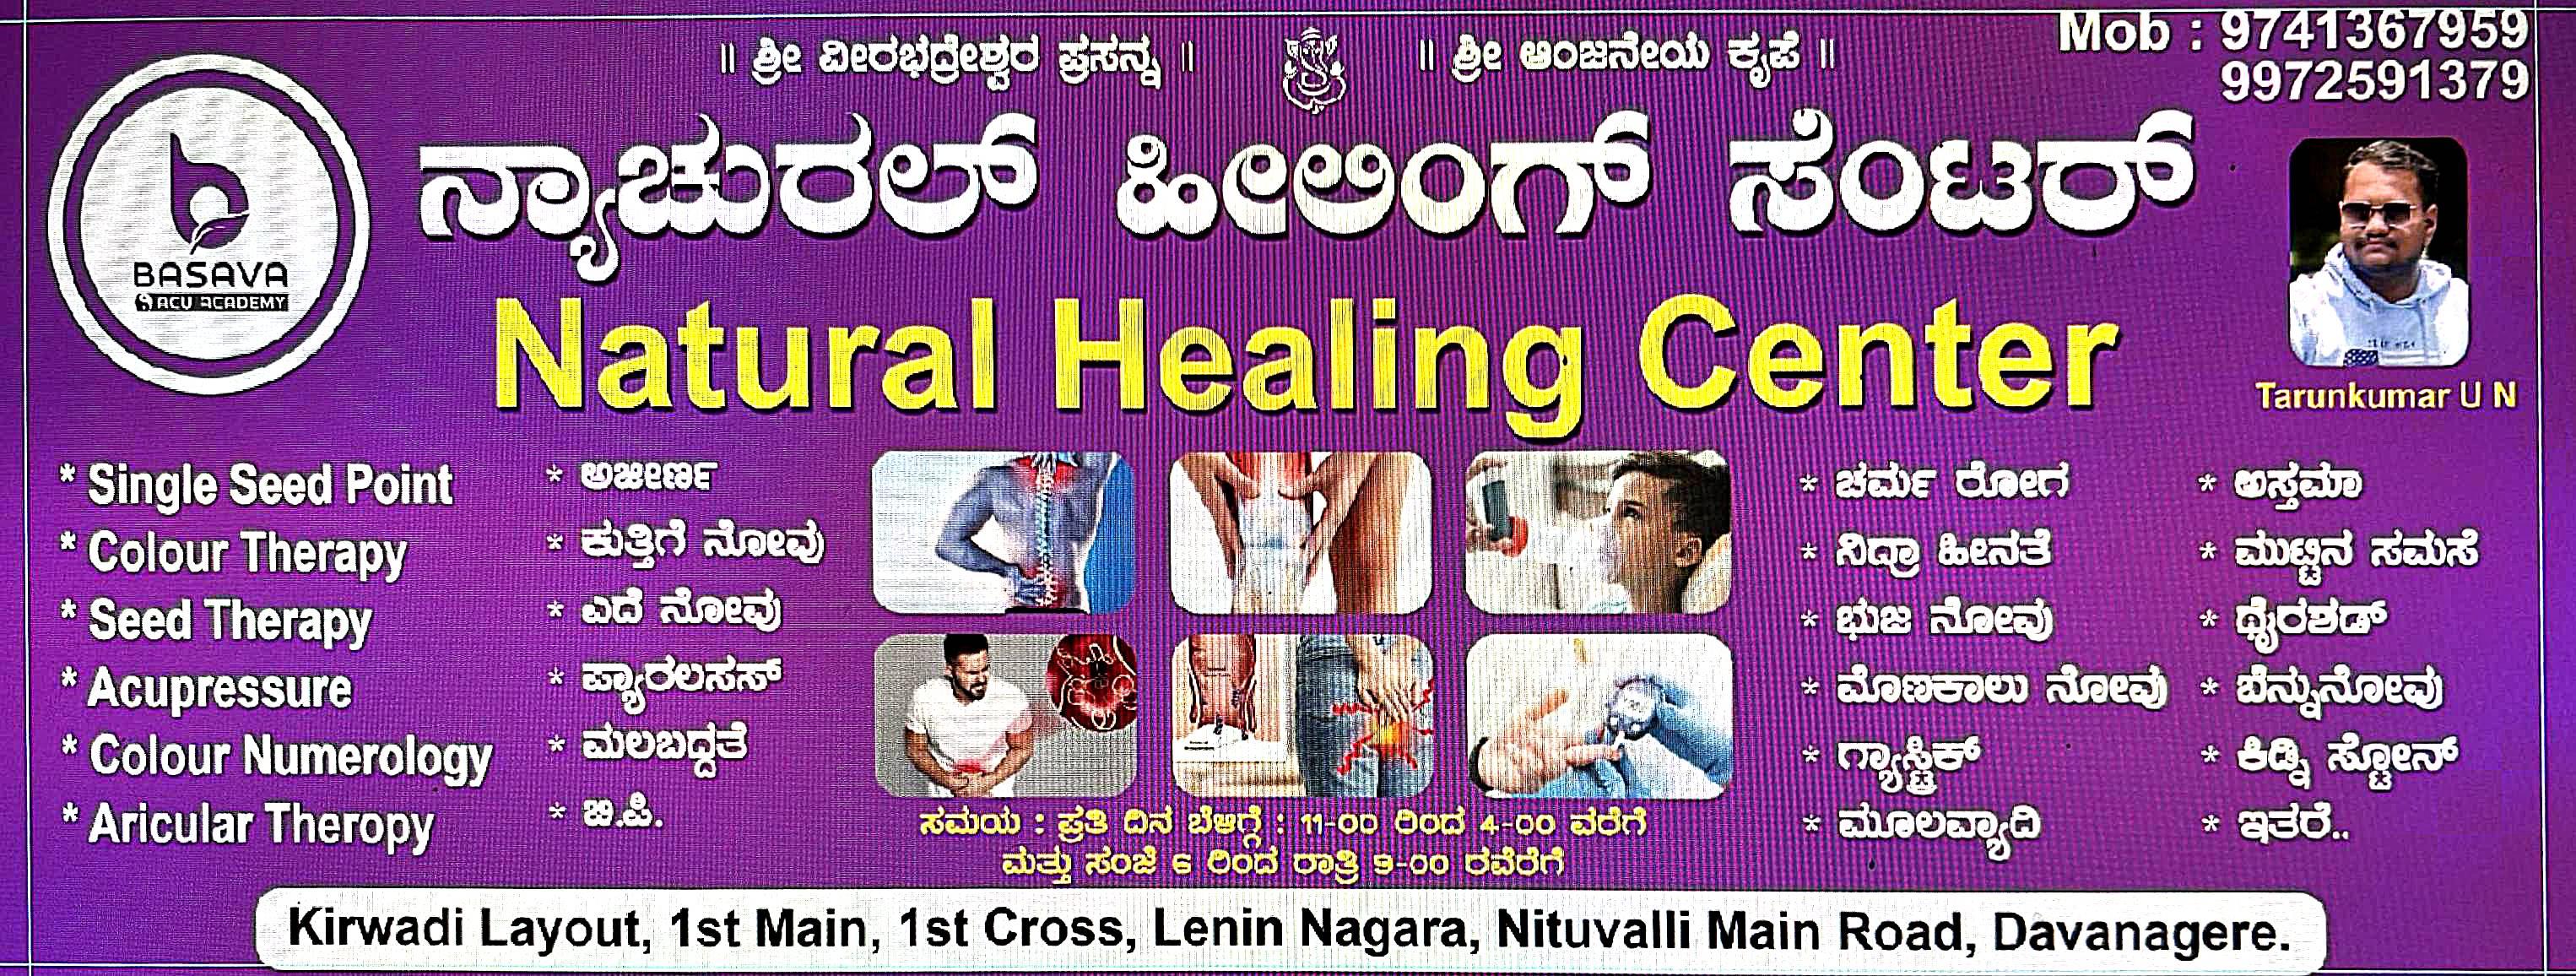 || ಶ್ರೀ ವೀರಭದ್ರೇಶ್ವರ ಪ್ರಸನ್ನ ||
|| ಶ್ರೀ ಆಂಜನೇಯ ಕೃಪೆ ||
Mob : 9741367959
9972591379
ನ್ಯಾಚುರಲ್ ಹೀಲಿಂಗ್ ಸೆಂಟರ್
BASAVA
ACU ACADEMY
Natural Healing Center
Tarunkumar U N
* Single Seed Point
* Colour Therapy
* Seed Therapy
* Acupressure
* Colour Numerology
* Aricular Theropy
* ಅಜೀರ್ಣ
* ಕುತ್ತಿಗೆ ನೋವು
* ಎದೆ ನೋವು
* ಪ್ಯಾರಲಸಸ್
* ಮಲಬದ್ದತೆ
* ಬಿ.ಪಿ.
* ಚರ್ಮ ರೋಗ
* ನಿದ್ರಾ ಹೀನತೆ
* ಭುಜ ನೋವು
* ಮೊಣಕಾಲು ನೋವು
* ಗ್ಯಾಸ್ಟ್ರಿಕ್
* ಮೂಲವ್ಯಾದಿ
* ಅಸ್ತಮಾ
* ಮುಟ್ಟಿನ ಸಮಸೆ
* ಥೈರಾಡ್
* ಬೆನ್ನುನೋವು
* ಕಿಡ್ನಿ ಸ್ಟೋನ್
* ಇತರೆ..
ಸಮಯ : ಪ್ರತಿ ದಿನ ಬೆಳಗ್ಗೆ : 11-00 ರಿಂದ 4-00 ವರೆಗೆ
ಮತ್ತು ಸಂಜೆ 6 ರಿಂದ ರಾತ್ರಿ 9-00 ರವೆರೆಗೆ
Kirwadi Layout, 1st Main, 1st Cross, Lenin Nagara, Nituvalli Main Road, Davanagere.